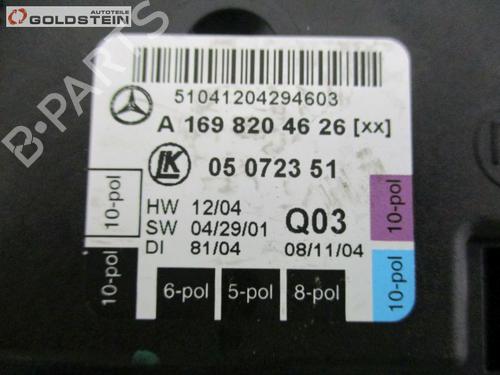 Autoteile
GOLDSTEIN
B-PARTS
51041204294603
A 169 820 46 26 [xx]
LK
05 0723 51
10-pol
HW 12/04
SW 04/29/01
DI 81/04
Q03
08/11/04
10-pol
10-pol
6-pol
5-pol
8-pol
10-pol